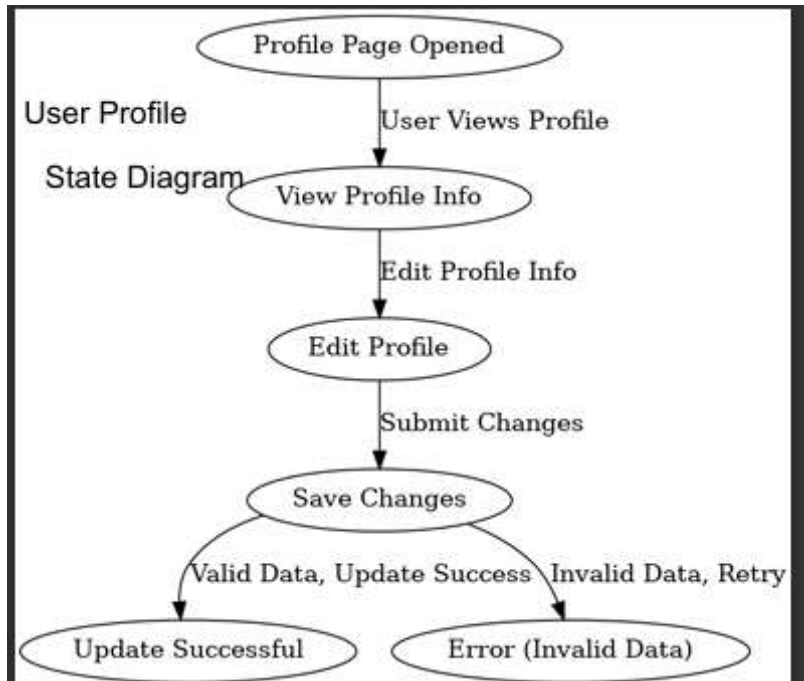 Profile Page Opened
User Profile
User Views Profile
State Diagram
View Profile Info
Edit Profile Info
Edit Profile
Submit Changes
Save Changes
Valid Data, Update Success
Invalid Data, Retry
Update Successful
Error (Invalid Data)